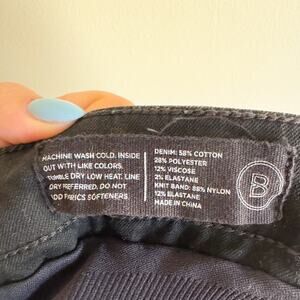 MACHINE WASH COLD. INSIDE
OUT WITH LIKE COLORS.
TUMBLE DRY LOW HEAT. LINE
DRY PREFERRED. DO NOT
ADD FABRICS SOFTENERS
DENIM: 58% COTTON
28% POLYESTER
12% VISCOSE
2% ELASTANE
KNIT BAND: 88% NYLON
12% ELASTANE
MADE IN CHINA
B